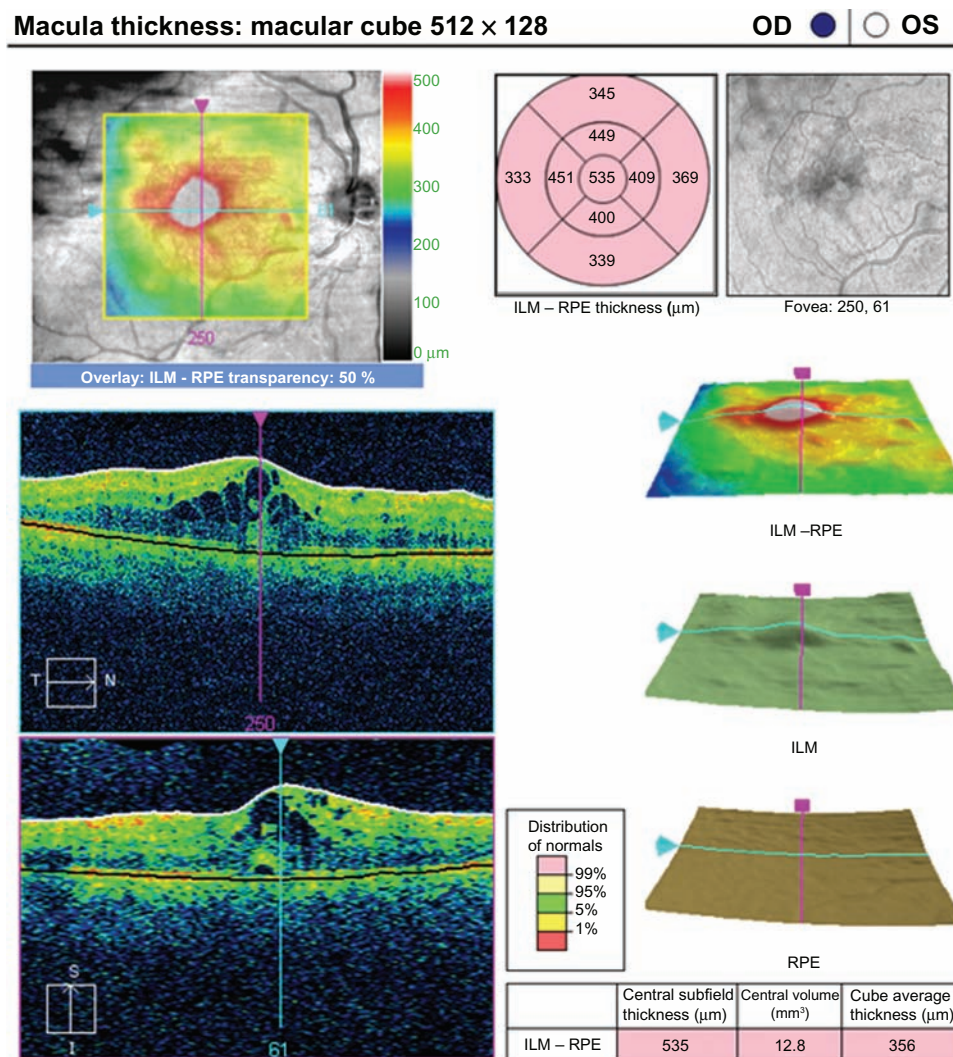 Macula thickness: macular cube 512 × 128
OD
OS
500
400
300
200
100
0 µm
61
250
Overlay: ILM - RPE transparency: 50 %
345
449
333
451
535
409
369
400
339
ILM – RPE thickness (µm)
Fovea: 250, 61
ILM –RPE
T
N
250
ILM
S
I
61
Distribution
of normals
99%
95%
5%
1%
RPE
Central subfield
thickness (µm)
Central volume
(mm³)
Cube average
thickness (µm)
ILM – RPE
535
12.8
356